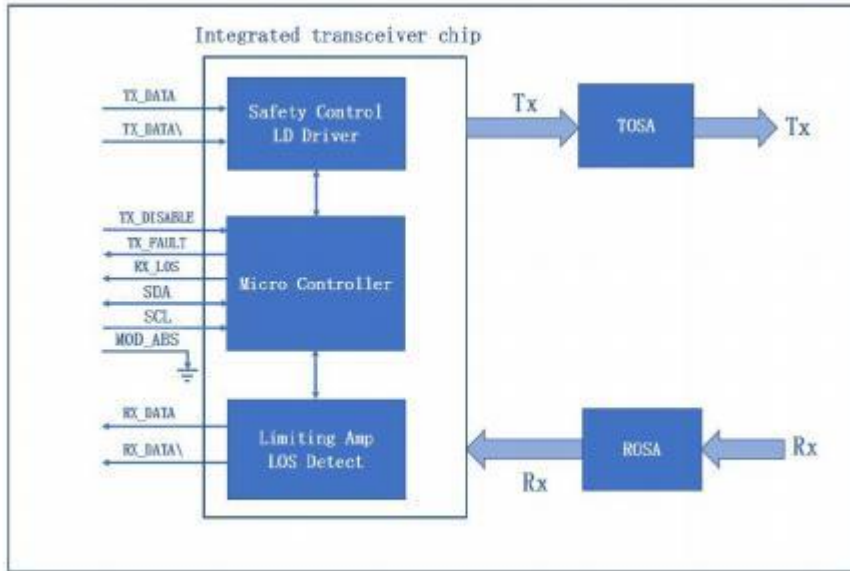 Integrated transceiver chip
TX_DATA
TX_DATA\
Safety Control
LD Driver
Tx
TOSA
Tx
TX_DISABLE
TX_FAULT
RX_LOS
SDA
SCL
MOD_ABS
Micro Controller
RX_DATA
RX_DATA\
Limiting Amp
LOS Detect
Rx
ROSA
Rx